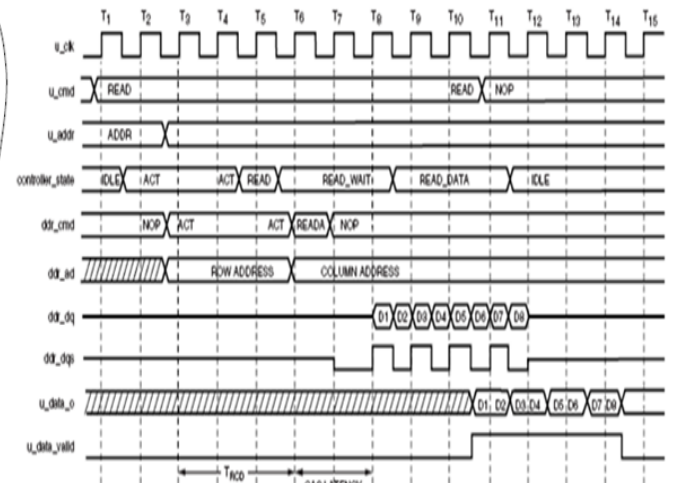 T1 T2 T3 T4 T5 T6 T7 T8 T9 T10 T11 T12 T13 T14 T15
u_clk
u_cmd READ READ NOP
u_addr ADDR
controller_state IDLE ACT ACT READ READ_WAIT READ_DATA IDLE
ddr_cmd NOP ACT ACT READA NOP
ddr_ad ROW ADDRESS COLUMN ADDRESS
ddr_dq D1 D2 D3 D4 D5 D6 D7 D8
ddr_dqs
u_data_o D1, D2 D3, D4 D5, D6 D7, D8
u_data_valid
TRCD